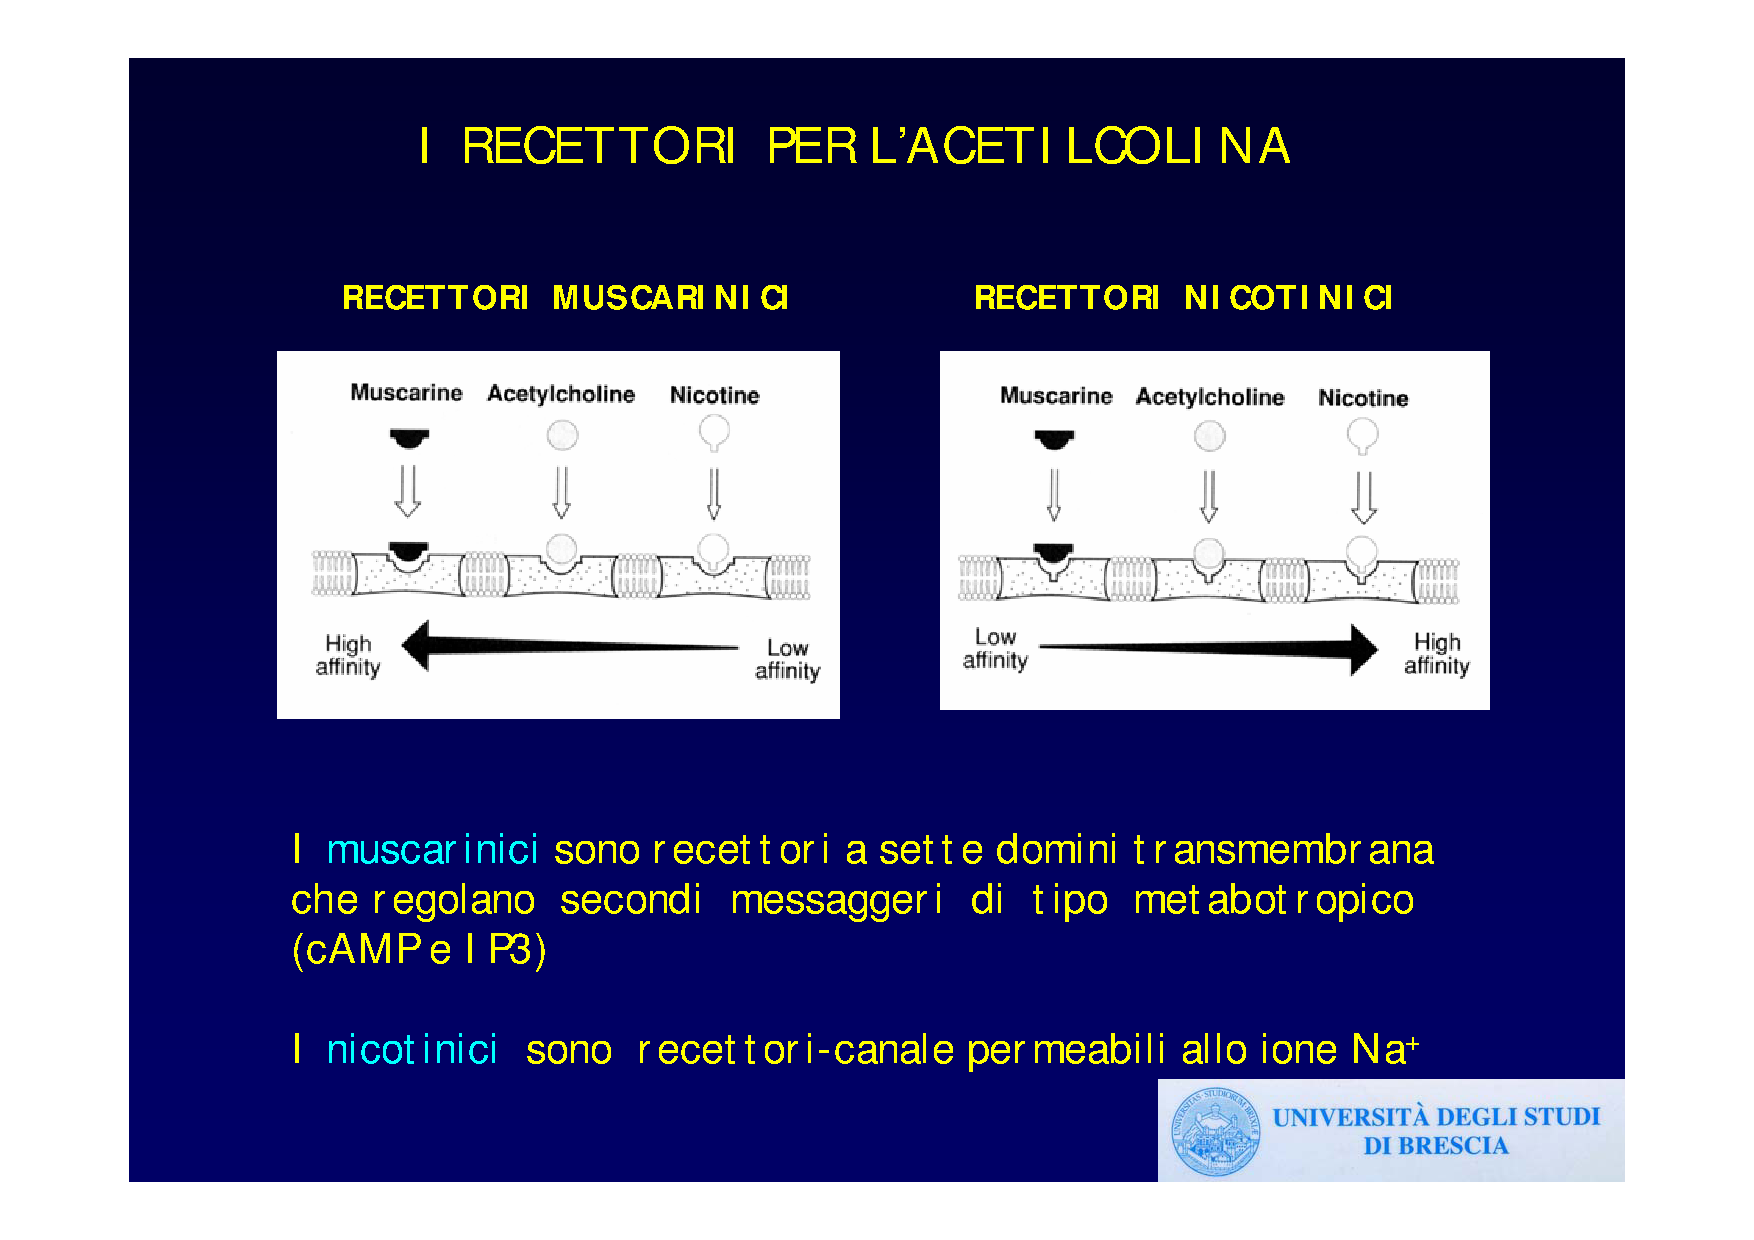 I RECETTORI PER L’ACETILCOLINA
RECETTORI MUSCARINICI
RECETTORI NICOTINICI
Muscarine Acetylcholine Nicotine
High affinity
Low affinity
Muscarine Acetylcholine Nicotine
Low affinity
High affinity
I muscarinici sono recettori a sette domini transmembrana
che regolano secondi messaggeri di tipo metabotropico
(cAMP e IP3)
I nicotinici sono recettori-canale permeabili allo ione Na⁺
UNIVERSITÀ DEGLI STUDI
DI BRESCIA